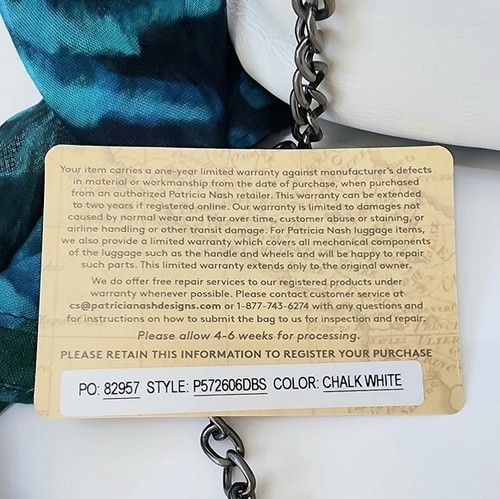 Your item carries a one-year limited warranty against manufacturer's defects
in material or workmanship from the date of purchase, when purchased
from an authorized Patricia Nash retailer. This warranty can be extended
to two years if registered online. Our warranty is limited to damages not
caused by normal wear and tear over time, customer abuse or staining, or
airline handling or other transit damage. For Patricia Nash luggage items,
we also provide a limited warranty which covers all mechanical components
of the luggage such as the handle and wheels and will be happy to repair
such parts. This limited warranty extends only to the original owner.
We do offer free repair services to our registered products under
warranty whenever possible. Please contact customer service at
cs@patricianashdesigns.com or 1-877-743-6274 with any questions and
for instructions on how to submit the bag to us for inspection and repair.
Please allow 4-6 weeks for processing.
PLEASE RETAIN THIS INFORMATION TO REGISTER YOUR PURCHASE
PO: 82957 STYLE: P572606DBS COLOR: CHALK WHITE